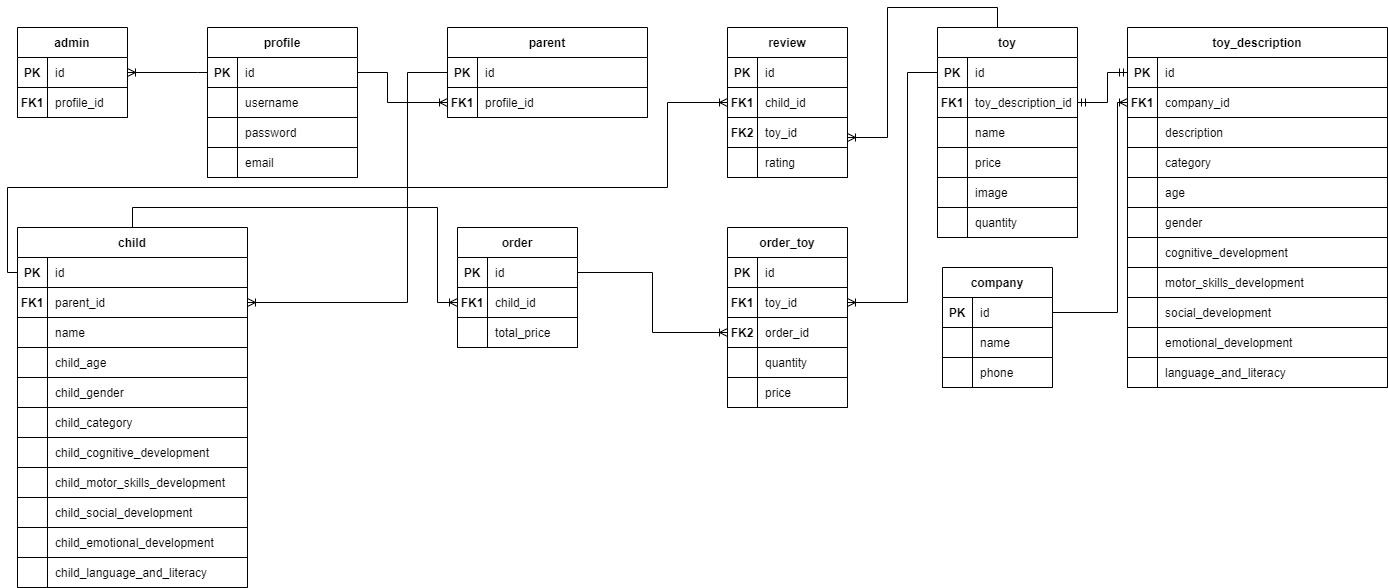 admin
PK id
FK1 profile_id
profile
PK id
username
password
email
parent
PK id
FK1 profile_id
review
PK id
FK1 child_id
FK2 toy_id
rating
toy
PK id
FK1 toy_description_id
name
price
image
quantity
toy_description
PK id
FK1 company_id
description
category
age
gender
cognitive_development
motor_skills_development
social_development
emotional_development
language_and_literacy
child
PK id
FK1 parent_id
name
child_age
child_gender
child_category
child_cognitive_development
child_motor_skills_development
child_social_development
child_emotional_development
child_language_and_literacy
order
PK id
FK1 child_id
total_price
order_toy
PK id
FK1 toy_id
FK2 order_id
quantity
price
company
PK id
name
phone